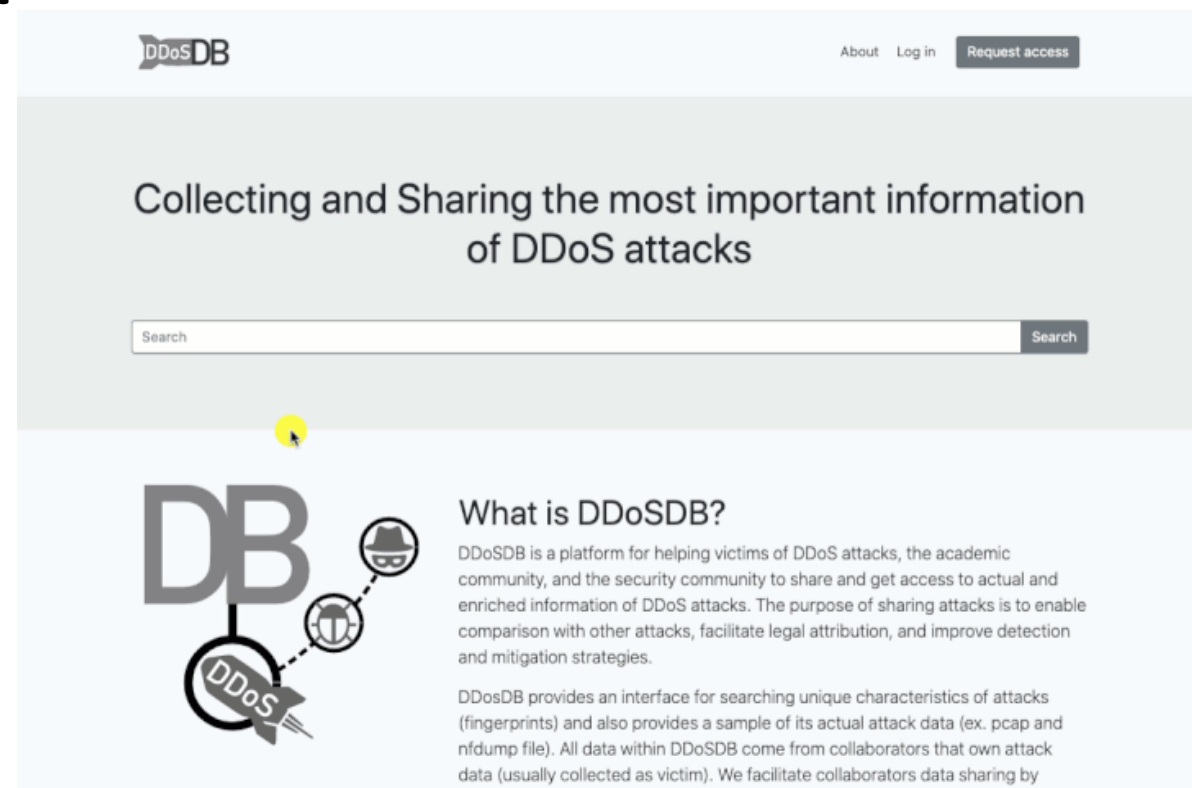 DDoSDB
About Log in Request access
Collecting and Sharing the most important information
of DDoS attacks
Search Search
DB
DDoS
What is DDoSDB?
DDoSDB is a platform for helping victims of DDoS attacks, the academic
community, and the security community to share and get access to actual and
enriched information of DDoS attacks. The purpose of sharing attacks is to enable
comparison with other attacks, facilitate legal attribution, and improve detection
and mitigation strategies.
DDosDB provides an interface for searching unique characteristics of attacks
(fingerprints) and also provides a sample of its actual attack data (ex. pcap and
nfdump file). All data within DDoSDB come from collaborators that own attack
data (usually collected as victim). We facilitate collaborators data sharing by